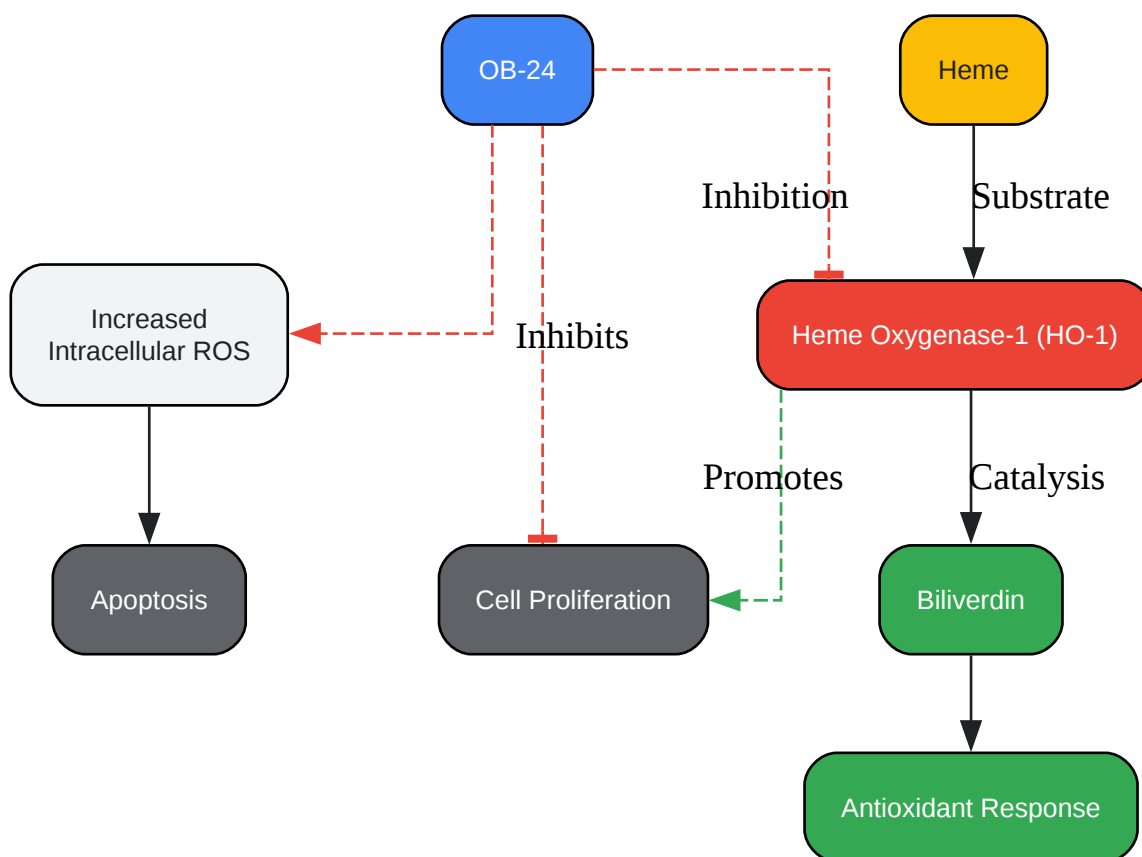 OB-24
Heme
Inhibition
Substrate
Increased
Intracellular ROS
Inhibits
Heme Oxygenase-1 (HO-1)
Promotes
Catalysis
Apoptosis
Cell Proliferation
Biliverdin
Antioxidant Response